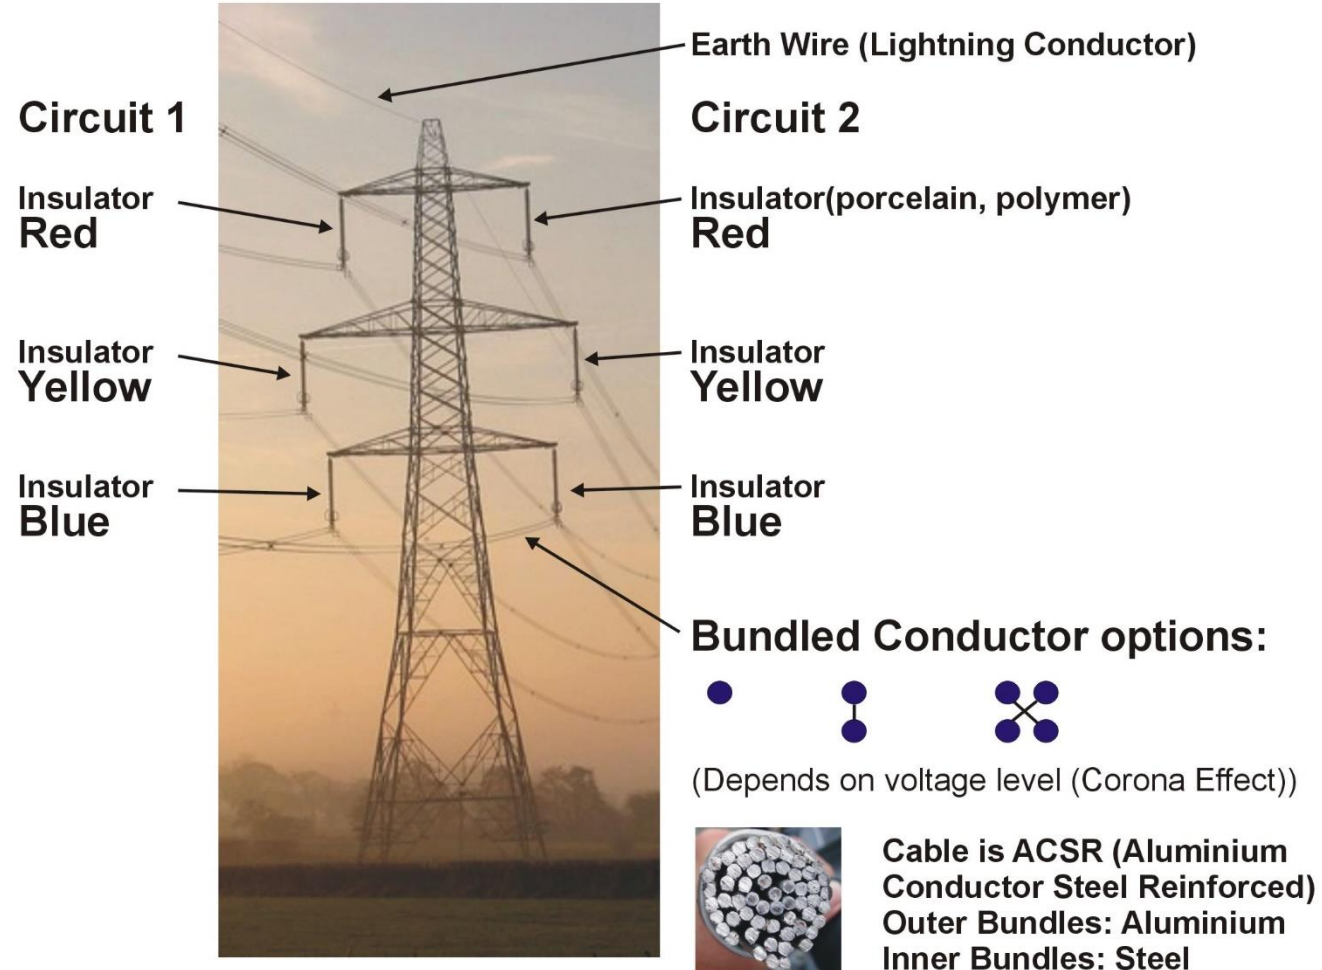 Earth Wire (Lightning Conductor)
Circuit 1
Circuit 2
Insulator
Red
Insulator(porcelain, polymer)
Red
Insulator
Yellow
Insulator
Yellow
Insulator
Blue
Insulator
Blue
Bundled Conductor options:
(Depends on voltage level (Corona Effect))
Cable is ACSR (Aluminium
Conductor Steel Reinforced)
Outer Bundles: Aluminium
Inner Bundles: Steel